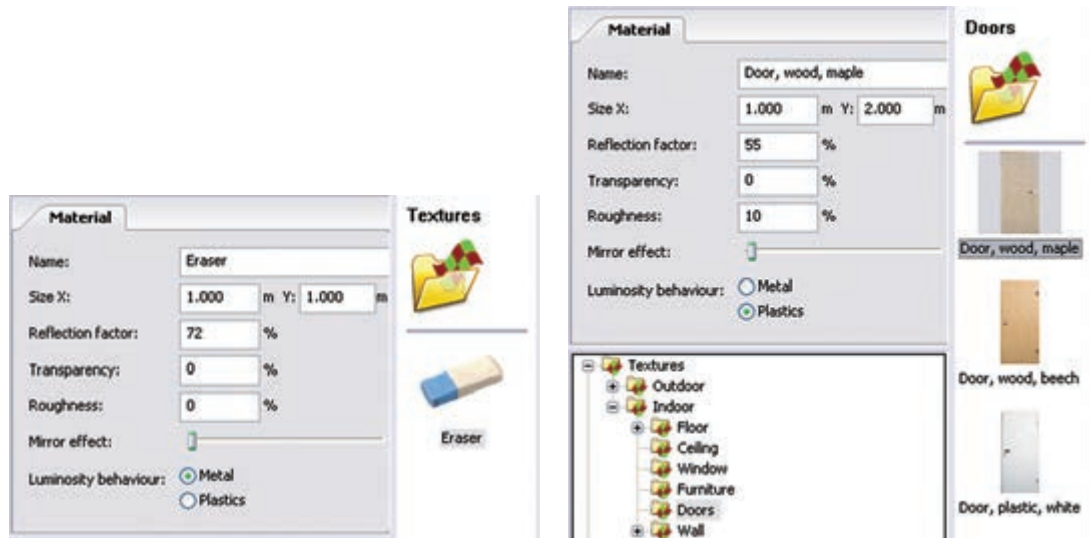 Material
Name: Eraser
Size X: 1.000 m Y: 1.000 m
Reflection factor: 72 %
Transparency: 0 %
Roughness: 0 %
Mirror effect:
Luminosity behaviour: Metal
Plastics
Textures
Eraser
Material
Name: Door, wood, maple
Size X: 1.000 m Y: 2.000 m
Reflection factor: 55 %
Transparency: 0 %
Roughness: 10 %
Mirror effect:
Luminosity behaviour: Metal
Plastics
Textures
Outdoor
Indoor
Floor
Ceiling
Window
Furniture
Doors
Wall
Doors
Door, wood, maple
Door, wood, beech
Door, plastic, white